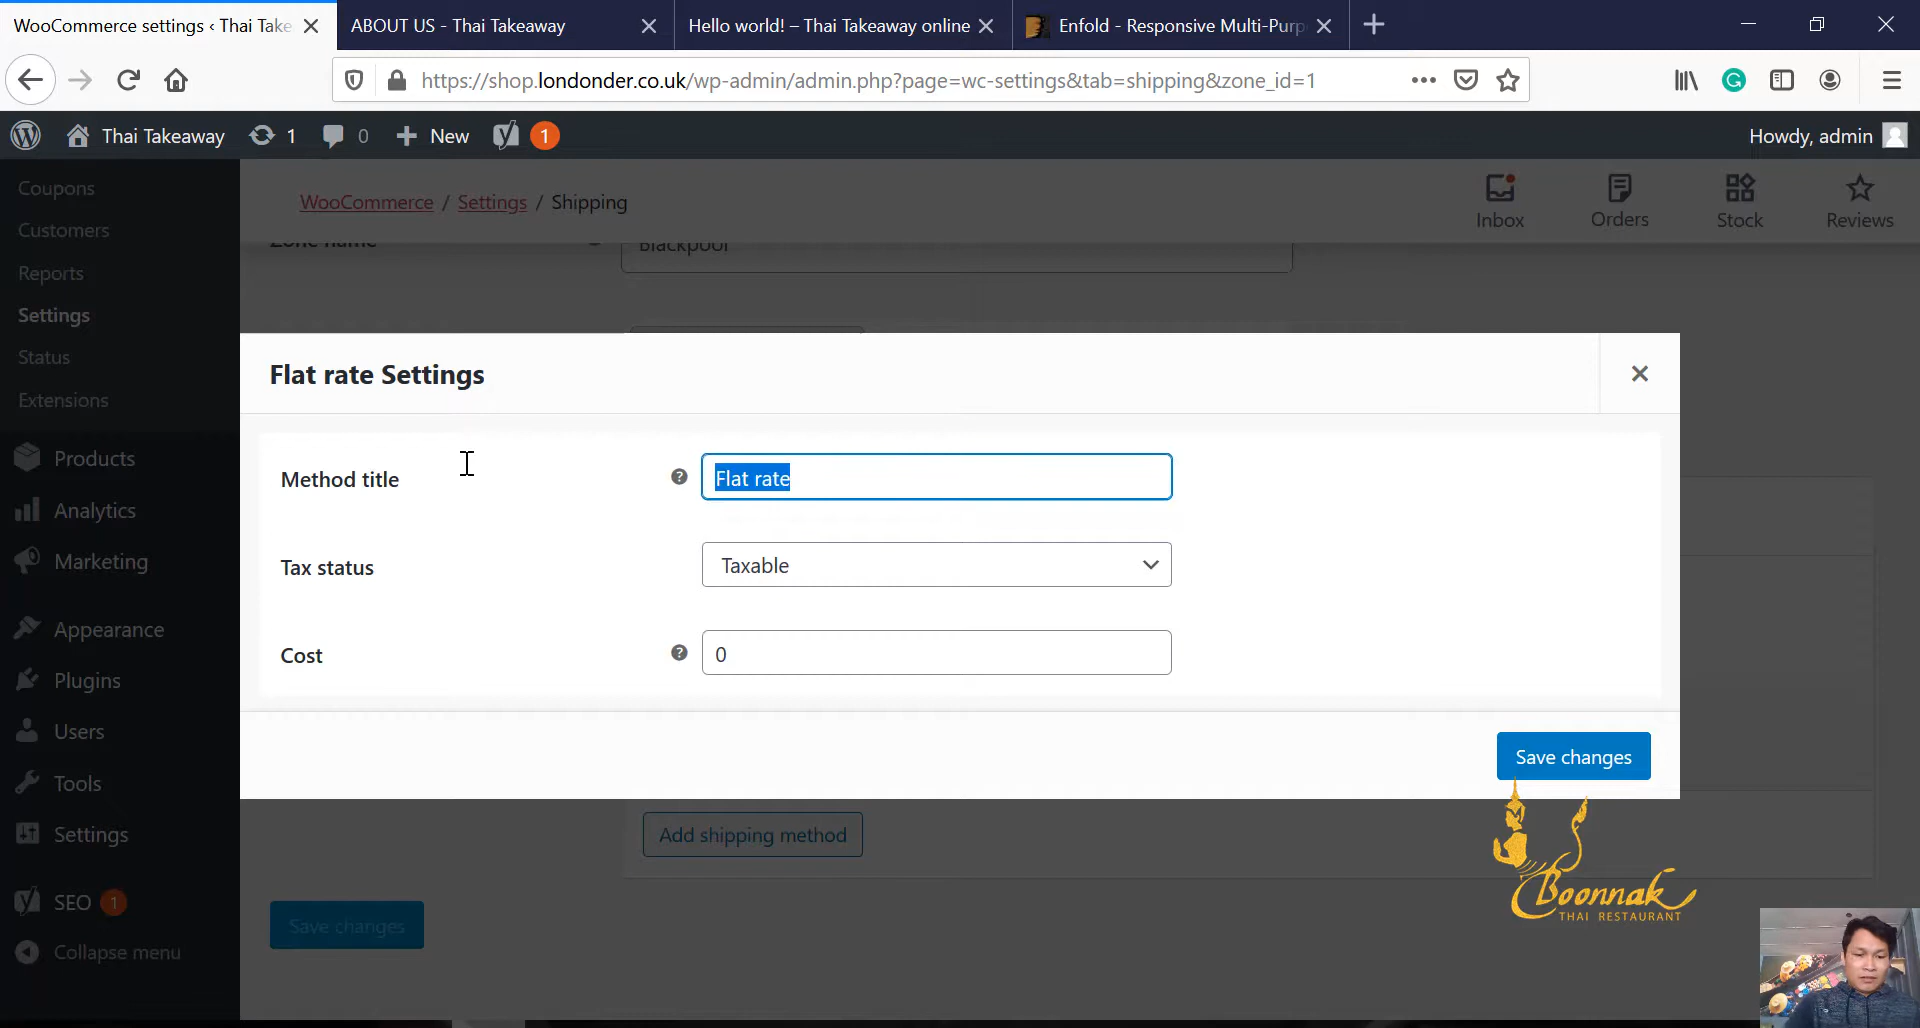 WooCommerce settings ‹ Thai Take
ABOUT US - Thai Takeaway
Hello world! – Thai Takeaway online
Enfold - Responsive Multi-Purp
https://shop.londonder.co.uk/wp-admin/admin.php?page=wc-settings&tab=shipping&zone_id=1
Thai Takeaway
1
0
New
1
Howdy, admin
Coupons
Customers
Reports
Settings
Status
Extensions
Products
Analytics
Marketing
Appearance
Plugins
Users
Tools
Settings
SEO 1
Collapse menu
WooCommerce / Settings / Shipping
Inbox
Orders
Stock
Reviews
Zone name
Blackpool
Flat rate Settings
Method title
Flat rate
Tax status
Taxable
Cost
0
Save changes
Add shipping method
Save changes
Boonnak
THAI RESTAURANT